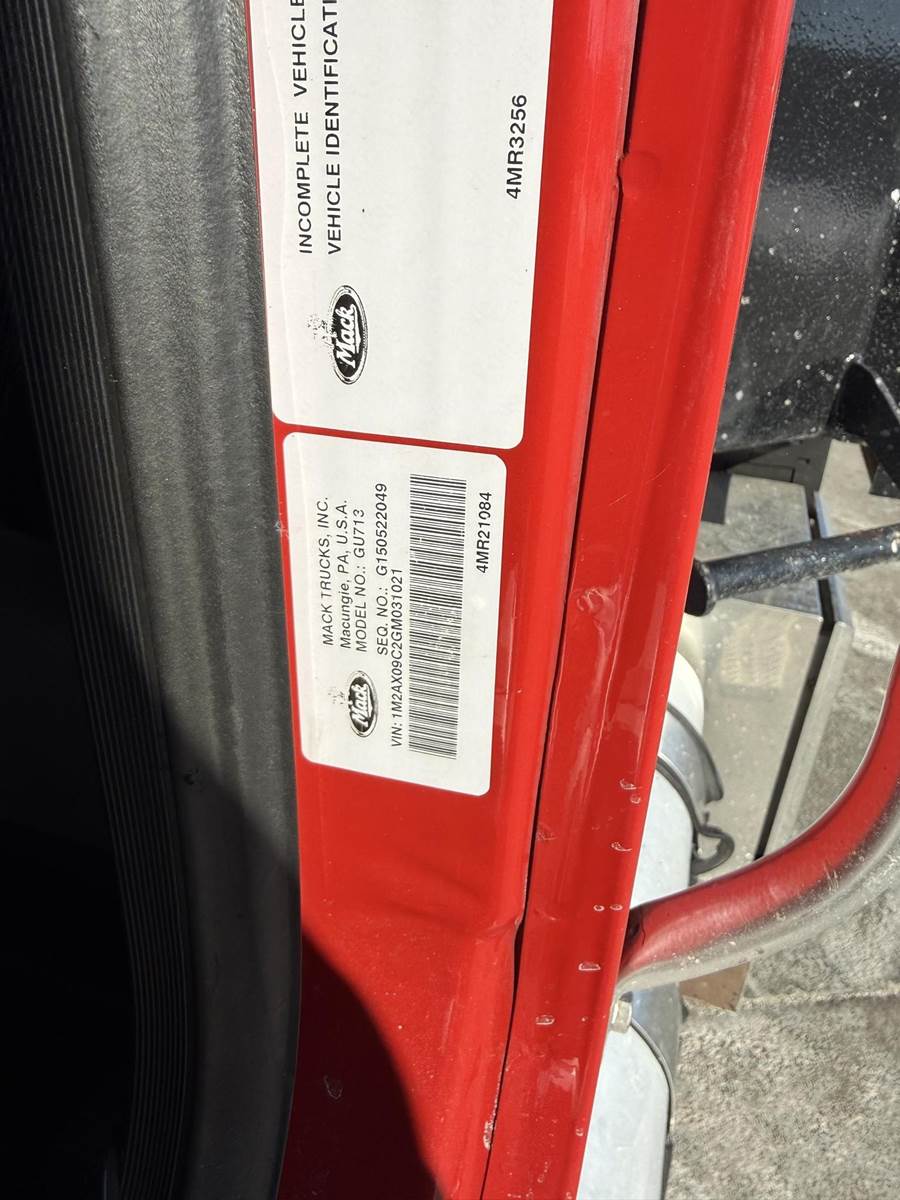 INCOMPLETE VEHICLE
VEHICLE
Mack
4MR3256
MACK TRUCKS, INC.
Macungie, PA, U.S.A.
MODEL NO.: GU713
SEQ. NO.: G150522049
Mack
VIN: 1M2AX09C2GM031021
4MR21084